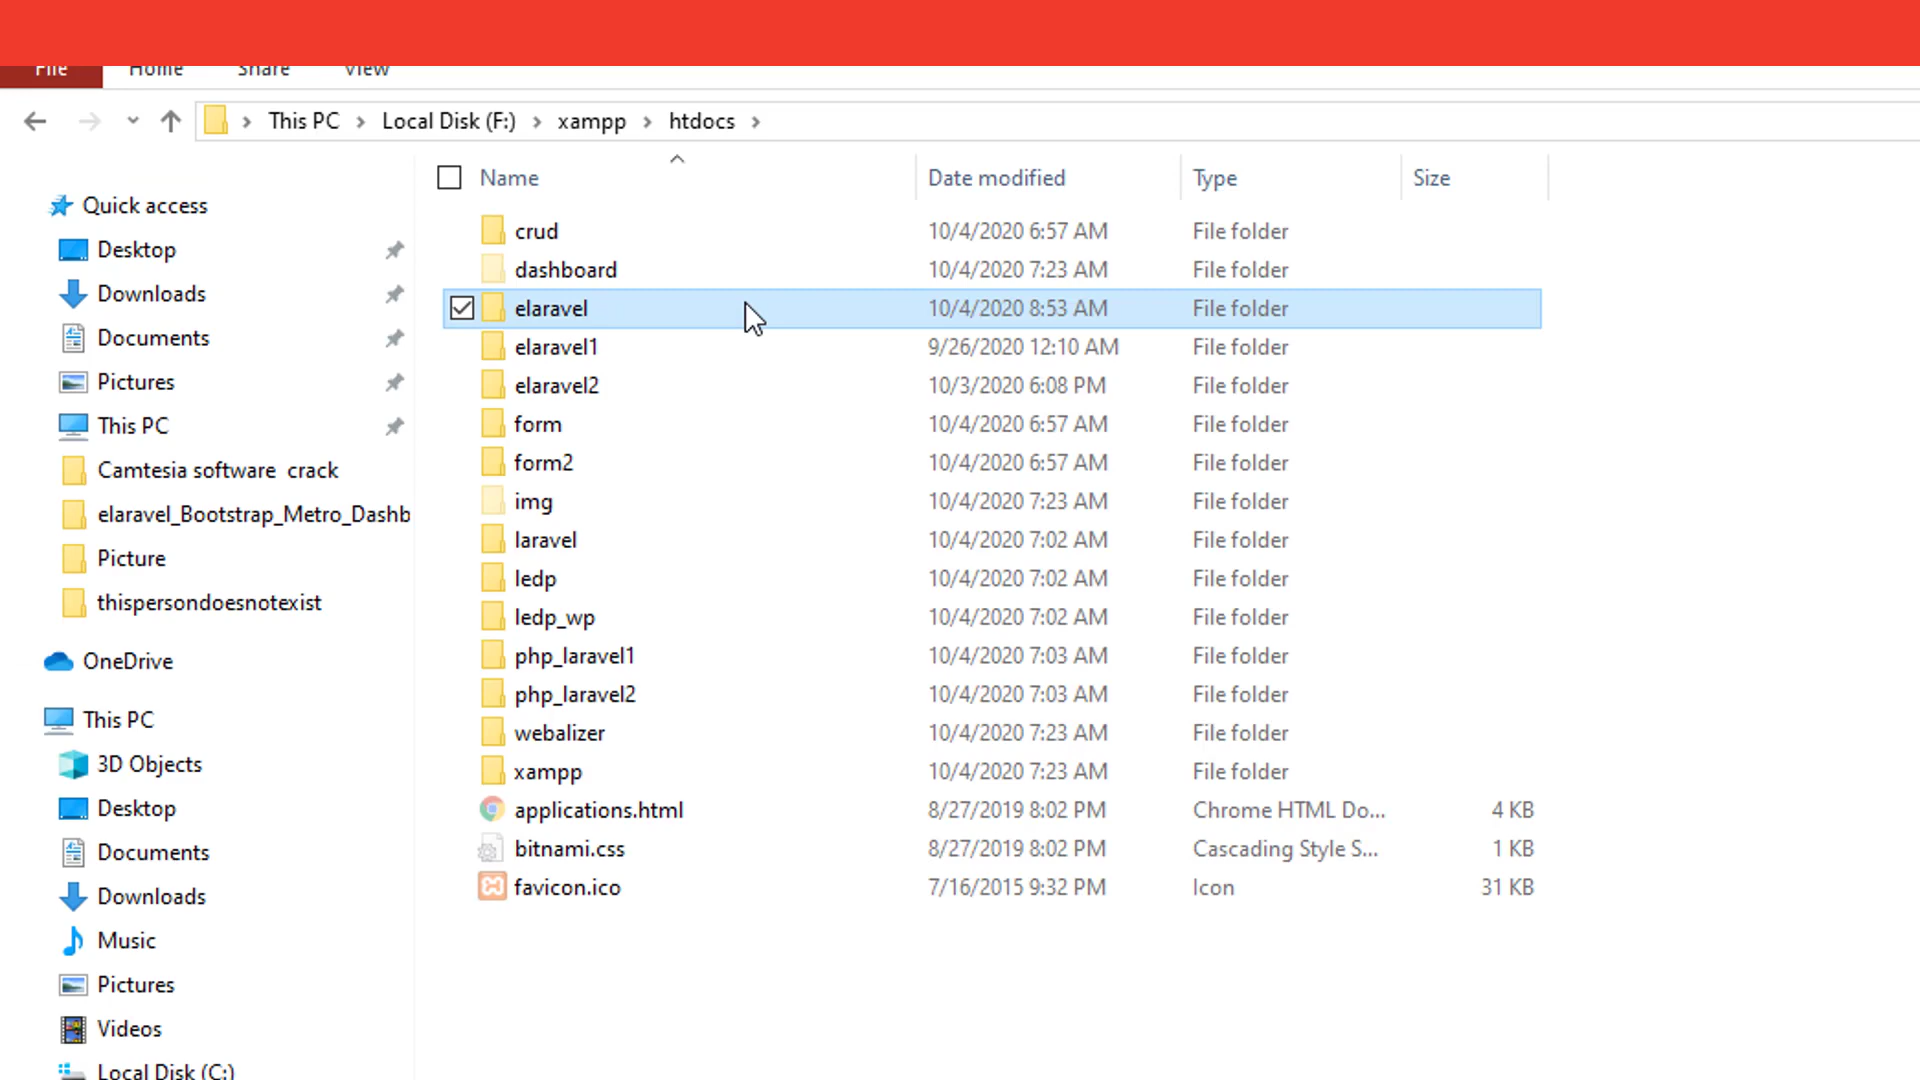 File Home Share View
This PC Local Disk (F:) xampp htdocs
Name Date modified Type Size
Quick access
Desktop
Downloads
Documents
Pictures
This PC
Camtesia software crack
elaravel_Bootstrap_Metro_Dashb
Picture
thispersondoesnotexist
OneDrive
This PC
3D Objects
Desktop
Documents
Downloads
Music
Pictures
Videos
Local Disk (C:)
crud 10/4/2020 6:57 AM File folder
dashboard 10/4/2020 7:23 AM File folder
elaravel 10/4/2020 8:53 AM File folder
elaravel1 9/26/2020 12:10 AM File folder
elaravel2 10/3/2020 6:08 PM File folder
form 10/4/2020 6:57 AM File folder
form2 10/4/2020 6:57 AM File folder
img 10/4/2020 7:23 AM File folder
laravel 10/4/2020 7:02 AM File folder
ledp 10/4/2020 7:02 AM File folder
ledp_wp 10/4/2020 7:02 AM File folder
php_laravel1 10/4/2020 7:03 AM File folder
php_laravel2 10/4/2020 7:03 AM File folder
webalizer 10/4/2020 7:23 AM File folder
xampp 10/4/2020 7:23 AM File folder
applications.html 8/27/2019 8:02 PM Chrome HTML Do... 4 KB
bitnami.css 8/27/2019 8:02 PM Cascading Style S... 1 KB
favicon.ico 7/16/2015 9:32 PM Icon 31 KB